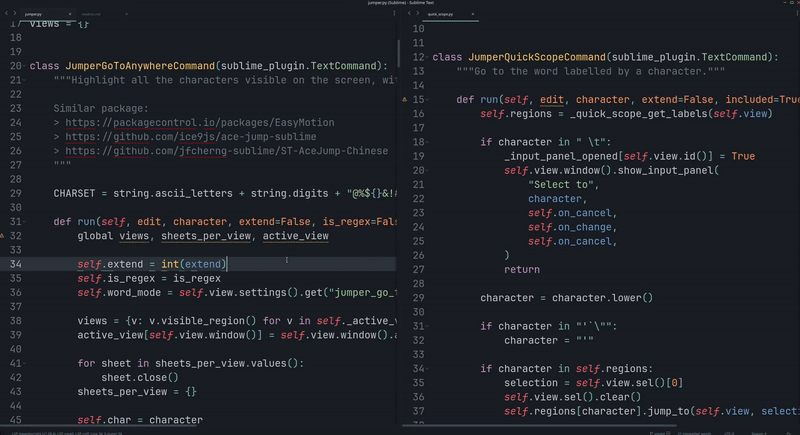 jumper.py (Sublime) - Sublime Text
jumper.py
17 views = {}
18
19
20 class JumperGoToAnywhereCommand(sublime_plugin.TextCommand):
21 """Highlight all the characters visible on the screen, wi
22
23 Similar package:
24 > https://packagecontrol.io/packages/EasyMotion
25 > https://github.com/ice9js/ace-jump-sublime
26 > https://github.com/jfcherng-sublime/ST-AceJump-Chinese
27 """
28
29 CHARSET = string.ascii_letters + string.digits + "@%${}&!#
30
31 def run(self, edit, character, extend=False, is_regex=Fal
32 global views, sheets_per_view, active_view
33
34 self.extend = int(extend)
35 self.is_regex = is_regex
36 self.word_mode = self.view.settings().get("jumper_go_
37
38 views = {v: v.visible_region() for v in self._active_v
39 active_view[self.view.window()] = self.view.window().
40
41 for sheet in sheets_per_view.values():
42 sheet.close()
43 sheets_per_view = {}
44
45 self.char = character
quick_scope.py
10
11
12 class JumperQuickScopeCommand(sublime_plugin.TextCommand):
13 """Go to the word labelled by a character."""
14
15 def run(self, edit, character, extend=False, included=True
16 self.regions = _quick_scope_get_labels(self.view)
17
18 if character in " \t":
19 _input_panel_opened[self.view.id()] = True
20 self.view.window().show_input_panel(
21 "Select to",
22 character,
23 self.on_cancel,
24 self.on_change,
25 self.on_cancel,
26 )
27 return
28
29 character = character.lower()
30
31 if character in "'`\"":
32 character = "'"
33
34 if character in self.regions:
35 selection = self.view.sel()[0]
36 self.view.sel().clear()
37 self.regions[character].jump_to(self.view, selecti